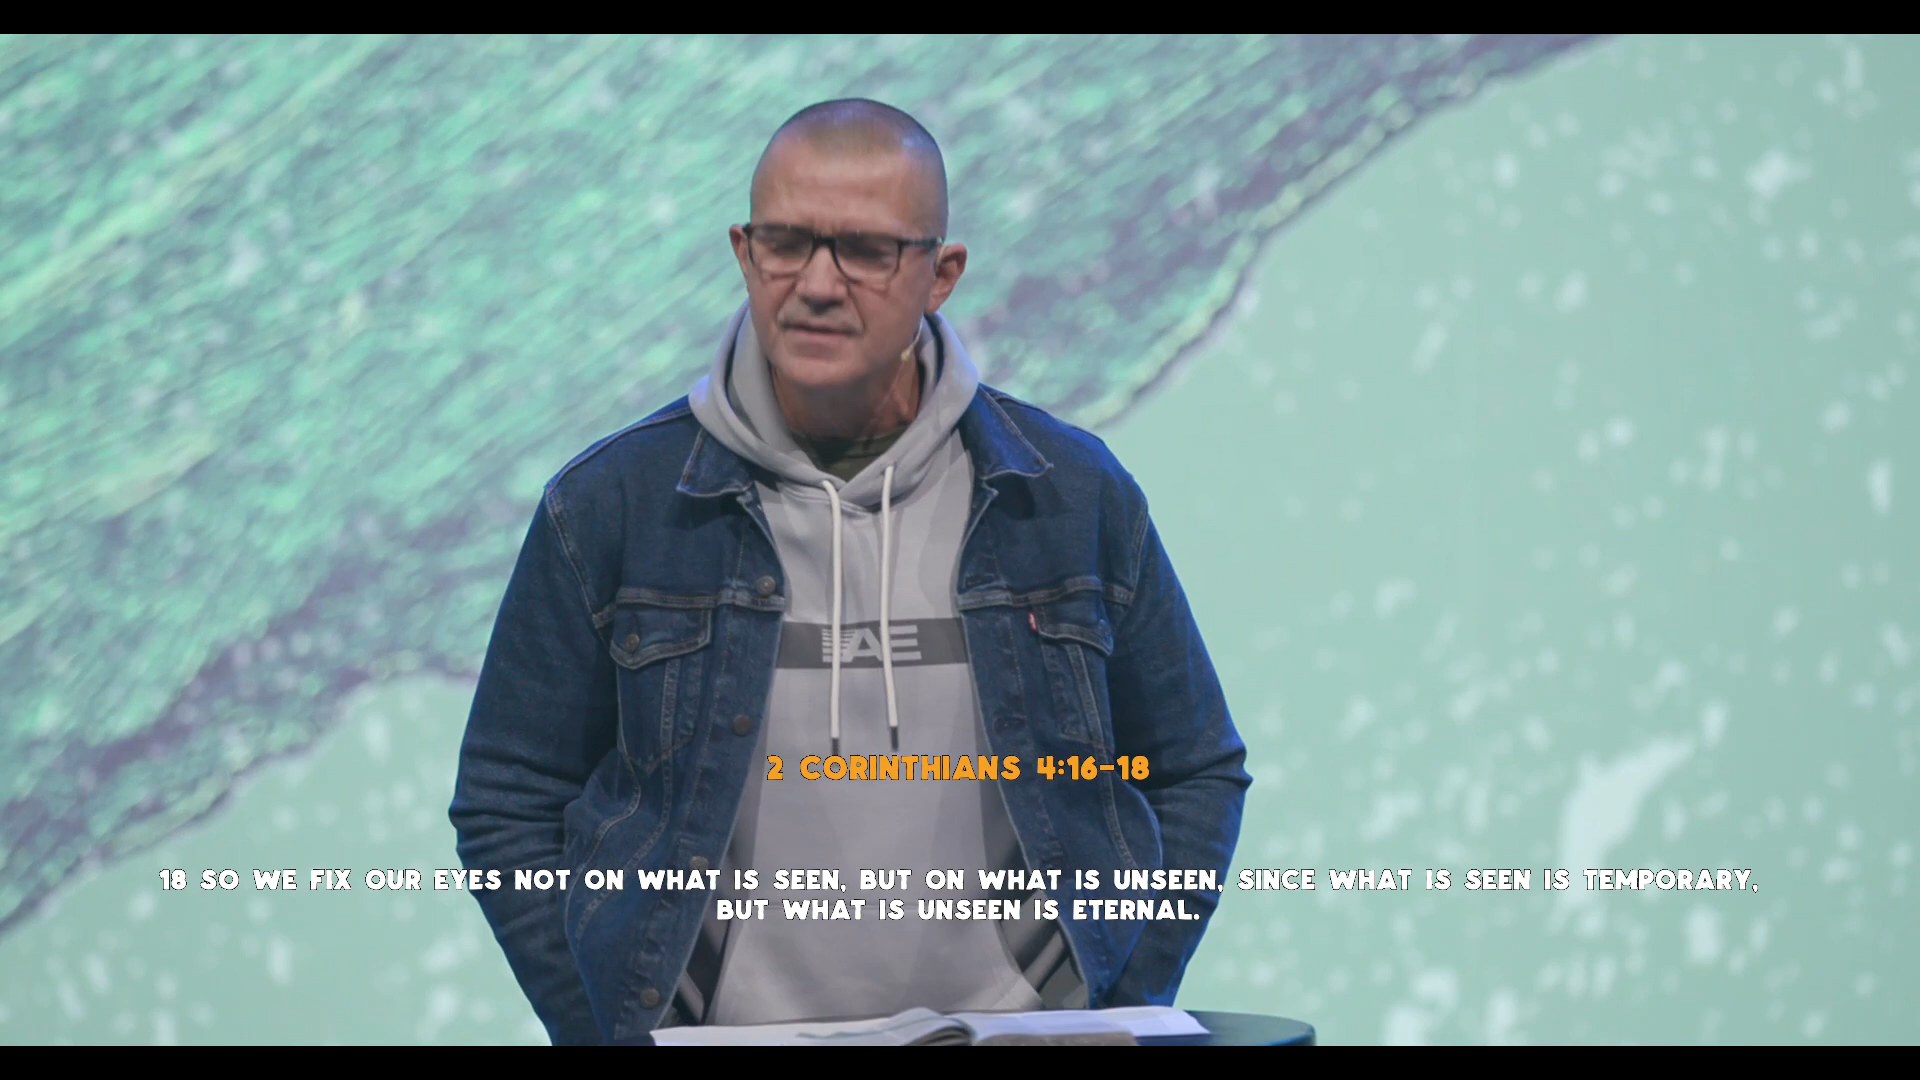 AE
2 CORINTHIANS 4:16-18
18 SO WE FIX OUR EYES NOT ON WHAT IS SEEN, BUT ON WHAT IS UNSEEN, SINCE WHAT IS SEEN IS TEMPORARY,
BUT WHAT IS UNSEEN IS ETERNAL.